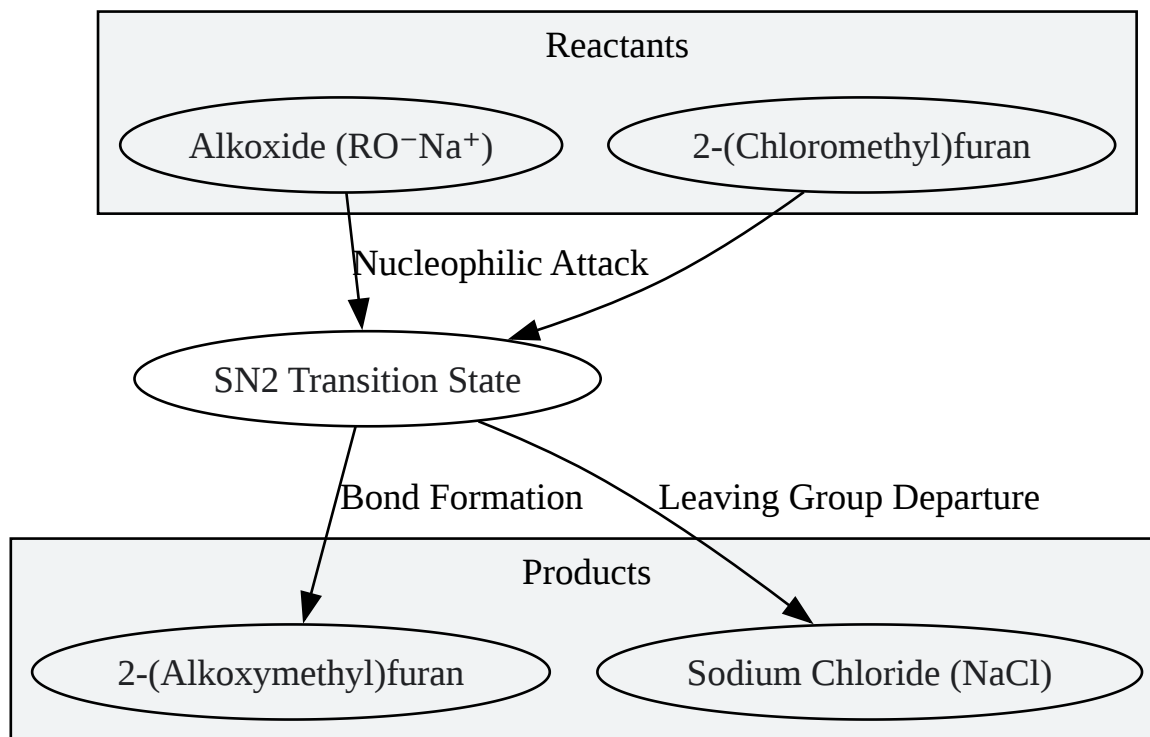 Reactants
Alkoxide (RO⁻Na⁺)
2-(Chloromethyl)furan
Nucleophilic Attack
SN2 Transition State
Bond Formation
Leaving Group Departure
Products
2-(Alkoxymethyl)furan
Sodium Chloride (NaCl)